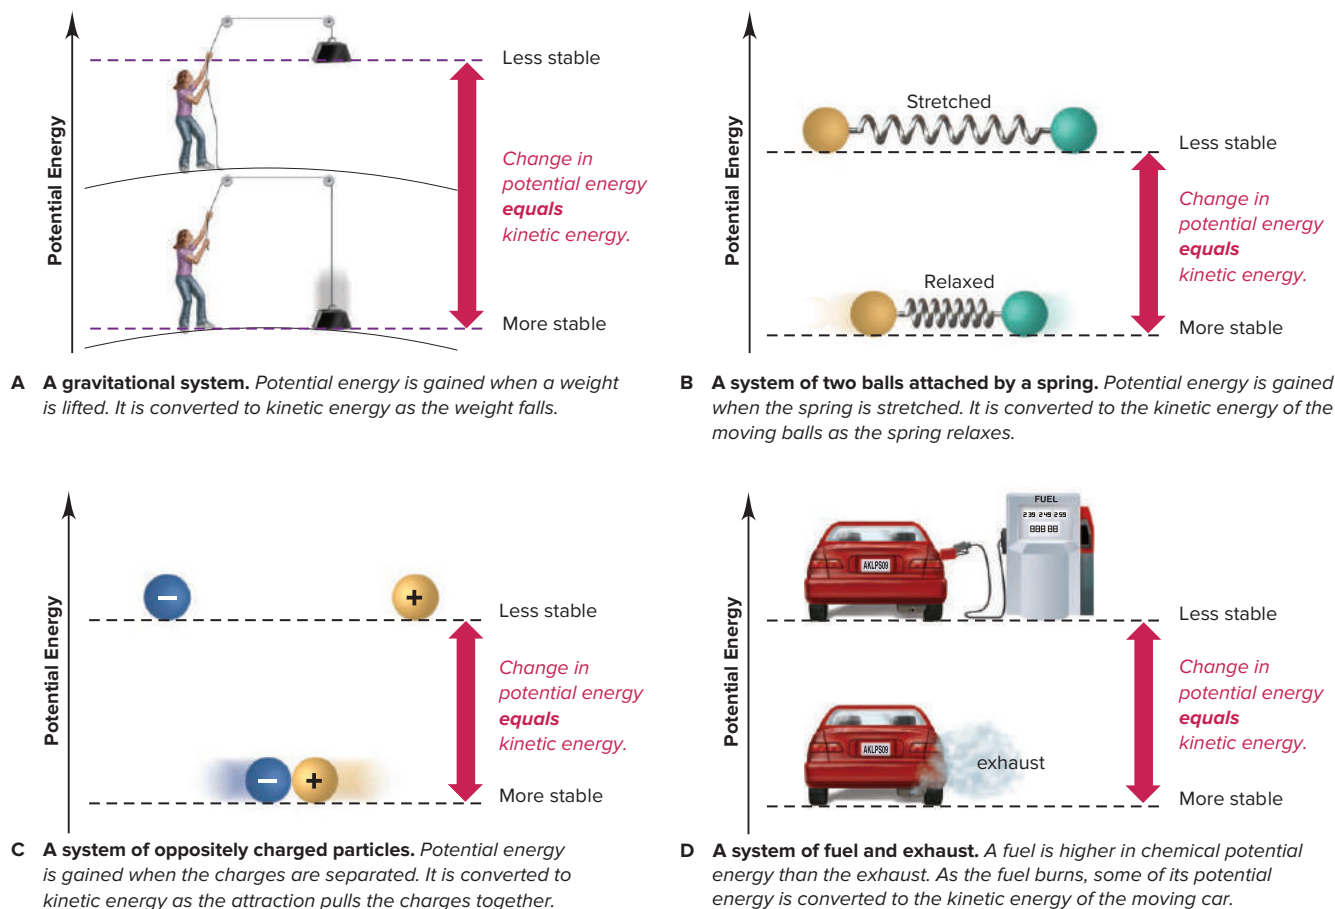 Potential Energy
Less stable
Change in
potential energy
equals
kinetic energy.
More stable
A A gravitational system. Potential energy is gained when a weight
is lifted. It is converted to kinetic energy as the weight falls.
Potential Energy
Stretched
Less stable
Change in
potential energy
equals
kinetic energy.
Relaxed
More stable
B A system of two balls attached by a spring. Potential energy is gained
when the spring is stretched. It is converted to the kinetic energy of the
moving balls as the spring relaxes.
Potential Energy
−
+
Less stable
Change in
potential energy
equals
kinetic energy.
−
+
More stable
C A system of oppositely charged particles. Potential energy
is gained when the charges are separated. It is converted to
kinetic energy as the attraction pulls the charges together.
Potential Energy
FUEL
239 249 259
888 88
AKLPS09
Less stable
Change in
potential energy
equals
kinetic energy.
AKLPS09
exhaust
More stable
D A system of fuel and exhaust. A fuel is higher in chemical potential
energy than the exhaust. As the fuel burns, some of its potential
energy is converted to the kinetic energy of the moving car.